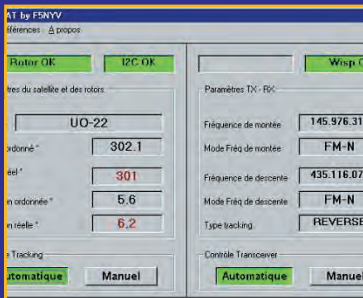 AT by F5NYV
férences A propos
Rotor OK I2C OK Wisp O
tres du satellite et des rotors Paramètres TX - RX
UO-22 Fréquence de montée 145.976.31
ordonné ° 302.1 Mode Fréq de montée FM-N
éel ° 301 Fréquence de descente 435.116.07
n ordonnée ° 5,6 Mode Fréq de descente FM-N
n réelle ° 6,2 Type tracking REVERSE
e Tracking Contrôle Transceiver
utomatique Manuel Automatique Manuel